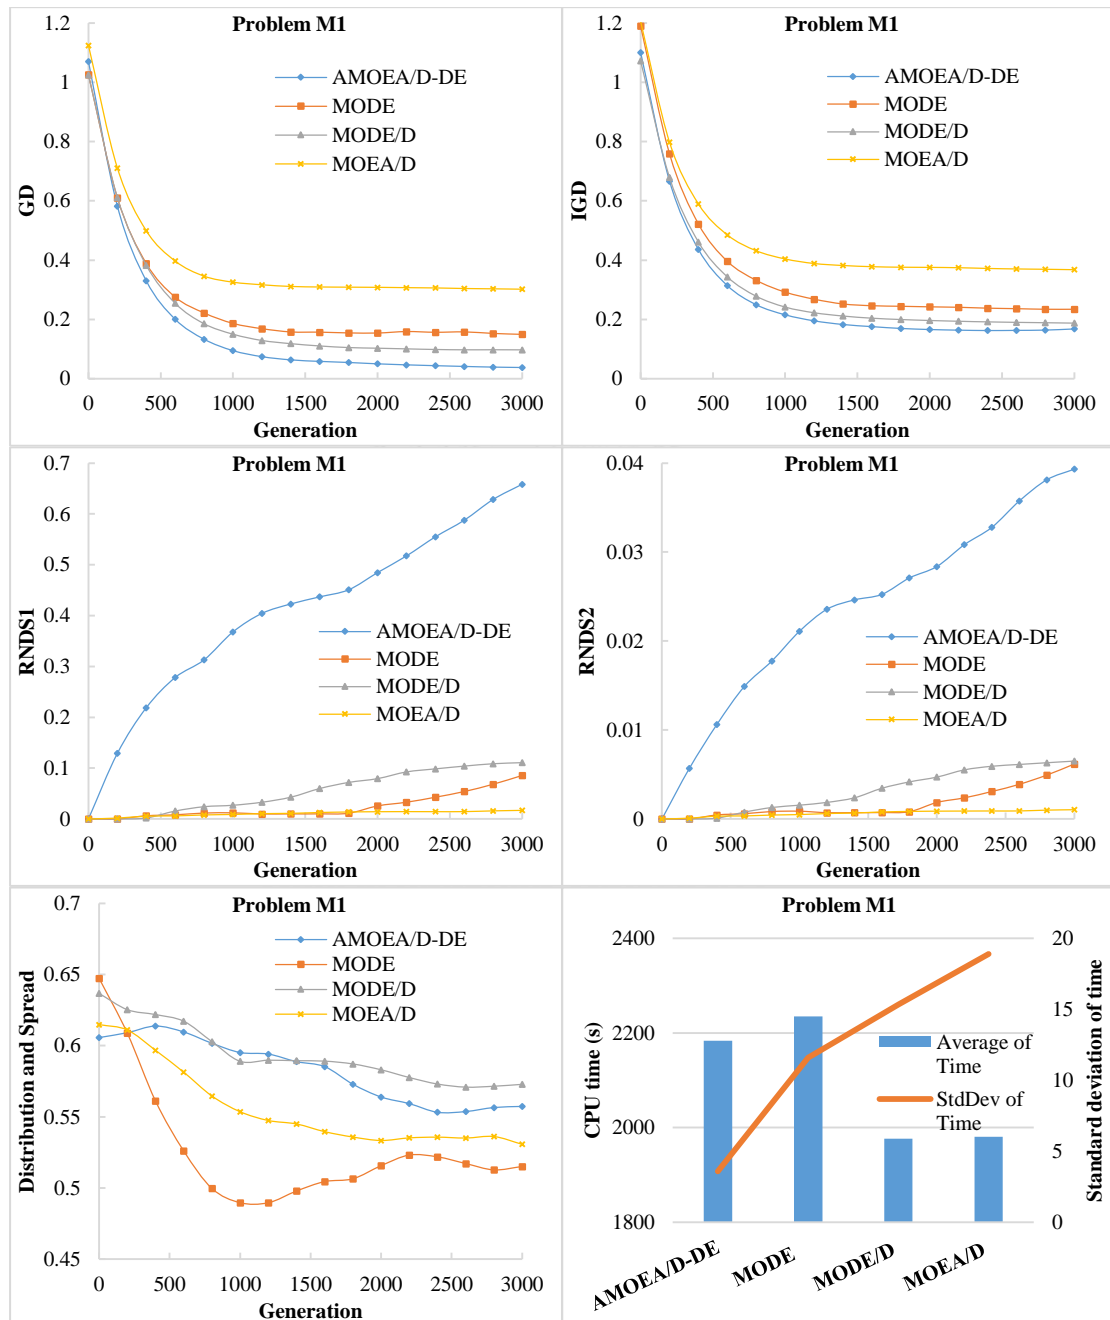 Problem M1
1.2
1
0.8
0.6
0.4
0.2
0
GD
AMOEA/D-DE
MODE
MODE/D
MOEA/D
0 500 1000 1500 2000 2500 3000
Generation
Problem M1
1.2
1
0.8
0.6
0.4
0.2
0
IGD
AMOEA/D-DE
MODE
MODE/D
MOEA/D
0 500 1000 1500 2000 2500 3000
Generation
Problem M1
0.7
0.6
0.5
0.4
0.3
0.2
0.1
0
RNDS1
AMOEA/D-DE
MODE
MODE/D
MOEA/D
0 500 1000 1500 2000 2500 3000
Generation
Problem M1
0.04
0.03
0.02
0.01
0
RNDS2
AMOEA/D-DE
MODE
MODE/D
MOEA/D
0 500 1000 1500 2000 2500 3000
Generation
Problem M1
0.7
0.65
0.6
0.55
0.5
0.45
Distribution and Spread
AMOEA/D-DE
MODE
MODE/D
MOEA/D
0 500 1000 1500 2000 2500 3000
Generation
Problem M1
2400
2200
2000
1800
CPU time (s)
Average of
Time
StdDev of
Time
20
15
10
5
0
Standard deviation of time
AMOEA/D-DE
MODE
MODE/D
MOEA/D